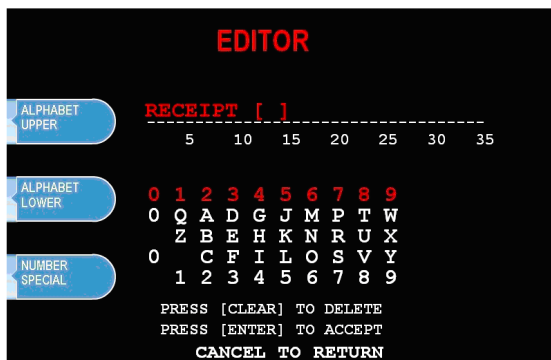 EDITOR
ALPHABET
UPPER
RECEIPT [ ]
5 10 15 20 25 30 35
ALPHABET
LOWER
0 1 2 3 4 5 6 7 8 9
0 Q A D G J M P T W
Z B E H K N R U X
0 C F I L O S V Y
1 2 3 4 5 6 7 8 9
NUMBER
SPECIAL
PRESS [CLEAR] TO DELETE
PRESS [ENTER] TO ACCEPT
CANCEL TO RETURN